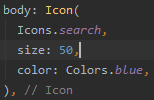 body: Icon(
Icons.search,
size: 50,
color: Colors.blue,
), // Icon